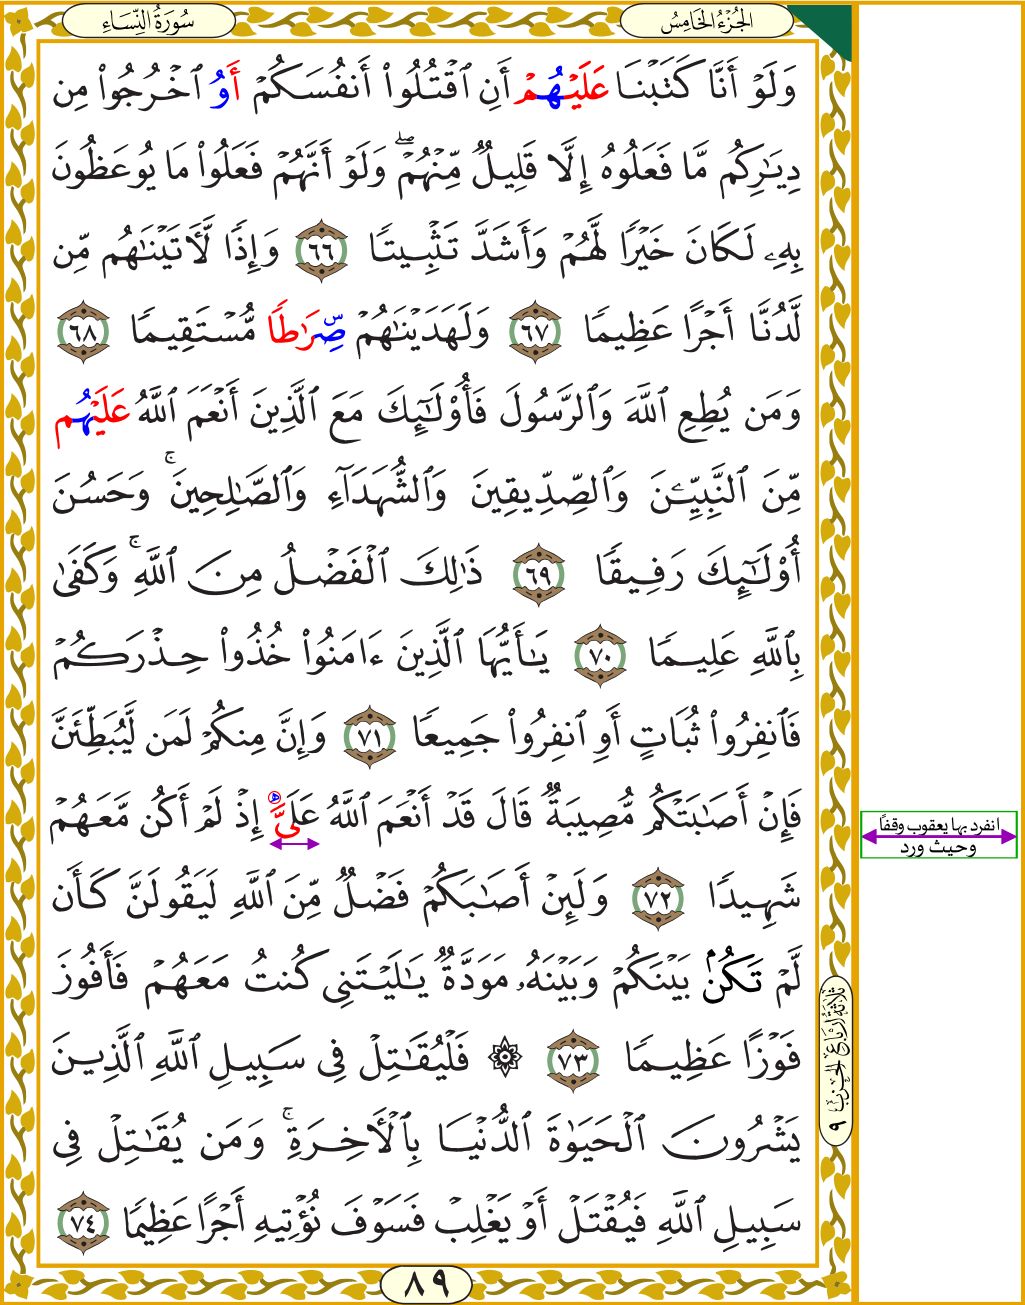 الجُزْءُ الخَامِسُ
سُورَةُ النِّسَاءِ
وَلَوْ أَنَّا كَتَبْنَا عَلَيْهُمْ أَنِ ٱقْتُلُوٓا۟ أَنفُسَكُمْ أَوُ ٱخْرُجُوا۟ مِن
دِيَٰرِكُم مَّا فَعَلُوهُ إِلَّا قَلِيلٌ مِّنْهُمْ ۖ وَلَوْ أَنَّهُمْ فَعَلُوا۟ مَا يُوعَظُونَ
بِهِۦ لَكَانَ خَيْرًا لَّهُمْ وَأَشَدَّ تَثْبِيتًا ٦٦ وَإِذًا لَّأَتَيْنَٰهُم مِّن
لَّدُنَّا أَجْرًا عَظِيمًا ٦٧ وَلَهَدَيْنَٰهُمْ صِرَٰطًا مُّسْتَقِيمًا ٦٨
وَمَن يُطِعِ ٱللَّهَ وَٱلرَّسُولَ فَأُو۟لَٰٓئِكَ مَعَ ٱلَّذِينَ أَنْعَمَ ٱللَّهُ عَلَيْهُم
مِّنَ ٱلنَّبِيِّـۧنَ وَٱلصِّدِّيقِينَ وَٱلشُّهَدَآءِ وَٱلصَّٰلِحِينَ ۚ وَحَسُنَ
أُو۟لَٰٓئِكَ رَفِيقًا ٦٩ ذَٰلِكَ ٱلْفَضْلُ مِنَ ٱللَّهِ ۚ وَكَفَىٰ
بِٱللَّهِ عَلِيمًا ٧٠ يَٰٓأَيُّهَا ٱلَّذِينَ ءَامَنُوا۟ خُذُوا۟ حِذْرَكُمْ
فَٱنفِرُوا۟ ثُبَاتٍ أَوِ ٱنفِرُوا۟ جَمِيعًا ٧١ وَإِنَّ مِنكُمْ لَمَن لَّيُبَطِّئَنَّ
فَإِنْ أَصَٰبَتْكُم مُّصِيبَةٌ قَالَ قَدْ أَنْعَمَ ٱللَّهُ عَلَىَّ إِذْ لَمْ أَكُن مَّعَهُمْ
شَهِيدًا ٧٢ وَلَئِنْ أَصَٰبَكُمْ فَضْلٌ مِّنَ ٱللَّهِ لَيَقُولَنَّ كَأَن
لَّمْ تَكُنۢ بَيْنَكُمْ وَبَيْنَهُۥ مَوَدَّةٌ يَٰلَيْتَنِى كُنتُ مَعَهُمْ فَأَفُوزَ
فَوْزًا عَظِيمًا ٧٣ ۞ فَلْيُقَٰتِلْ فِى سَبِيلِ ٱللَّهِ ٱلَّذِينَ
يَشْرُونَ ٱلْحَيَوٰةَ ٱلدُّنْيَا بِٱلْأَخِرَةِ ۚ وَمَن يُقَٰتِلْ فِى
سَبِيلِ ٱللَّهِ فَيُقْتَلْ أَوْ يَغْلِبْ فَسَوْفَ نُؤْتِيهِ أَجْرًا عَظِيمًا ٧٤
انفرد بها يعقوب وقفًا
وحيث ورد
ثلاثة أرباع الحزب ٩
٨٩